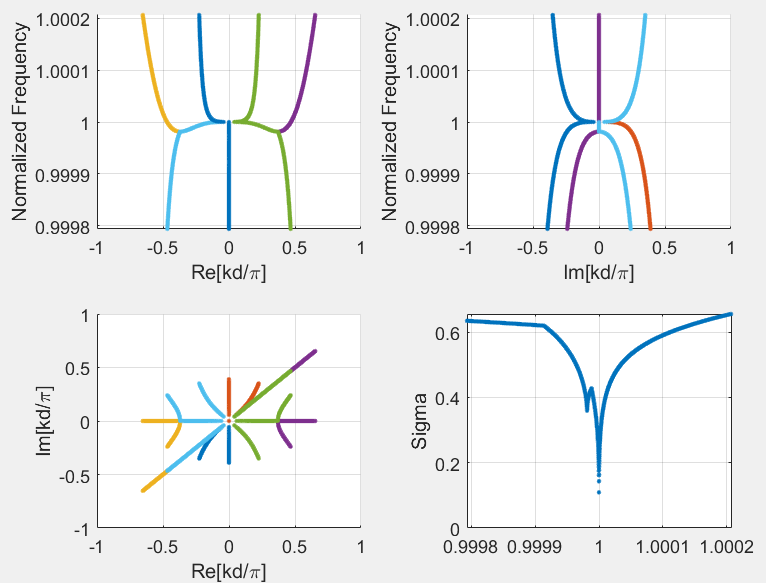 1.0002
1.0001
1
0.9999
0.9998
Normalized Frequency
-1 -0.5 0 0.5 1
Re[kd/π]
1.0002
1.0001
1
0.9999
0.9998
Normalized Frequency
-1 -0.5 0 0.5 1
Im[kd/π]
1
0.5
0
-0.5
-1
Im[kd/π]
-1 -0.5 0 0.5 1
Re[kd/π]
0.6
0.4
0.2
0
Sigma
0.9998 0.9999 1 1.0001 1.0002